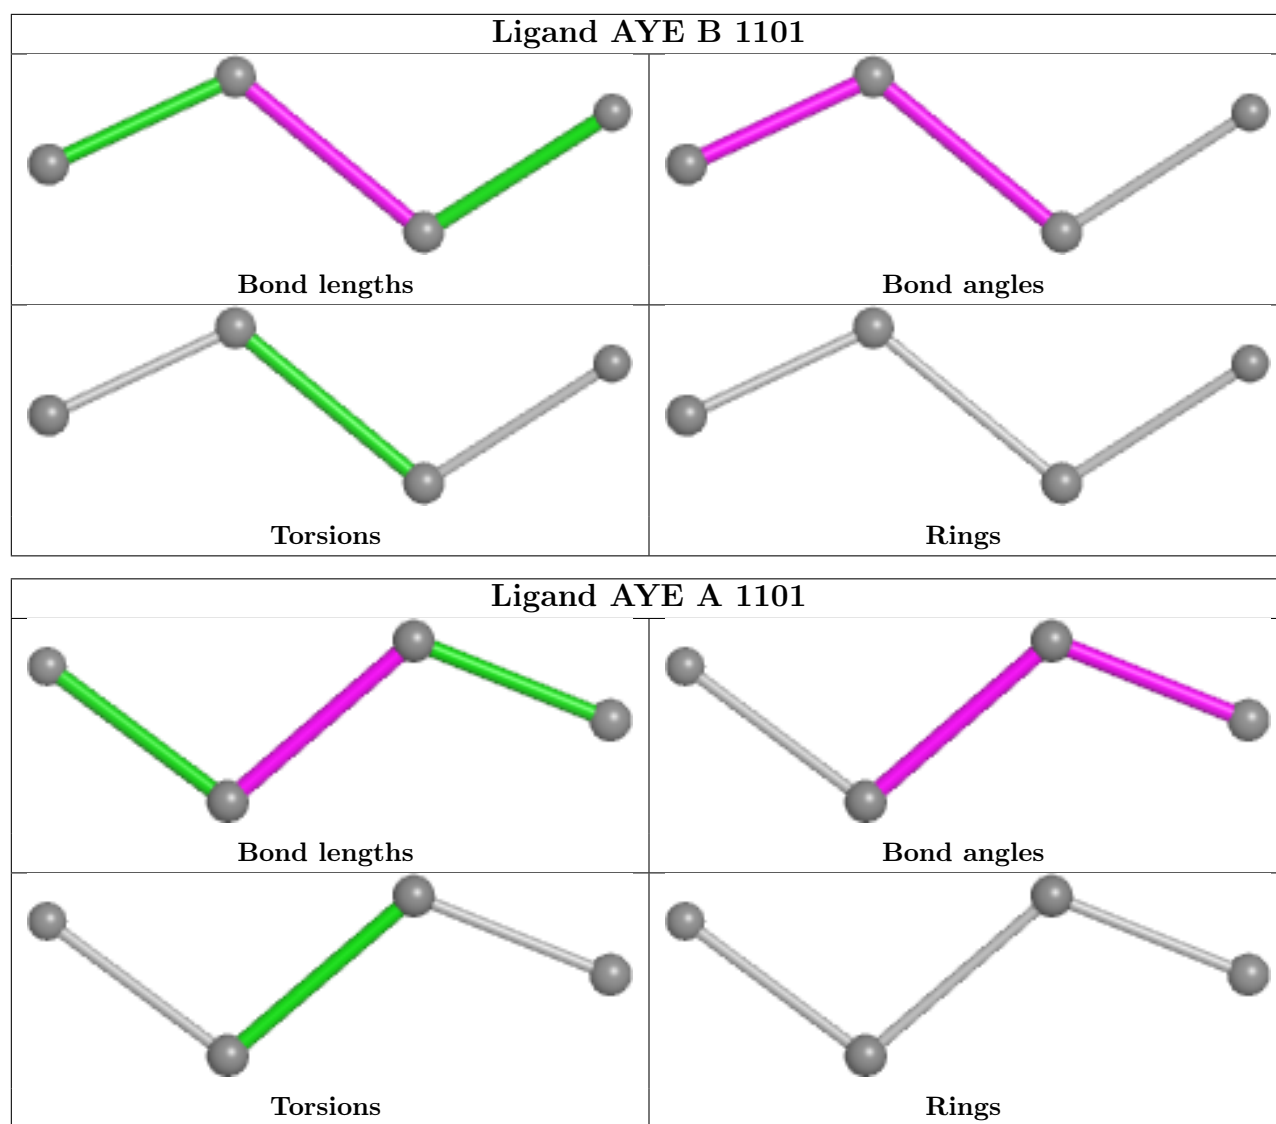 Ligand AYE B 1101
Bond lengths
Bond angles
Torsions
Rings
Ligand AYE A 1101
Bond lengths
Bond angles
Torsions
Rings